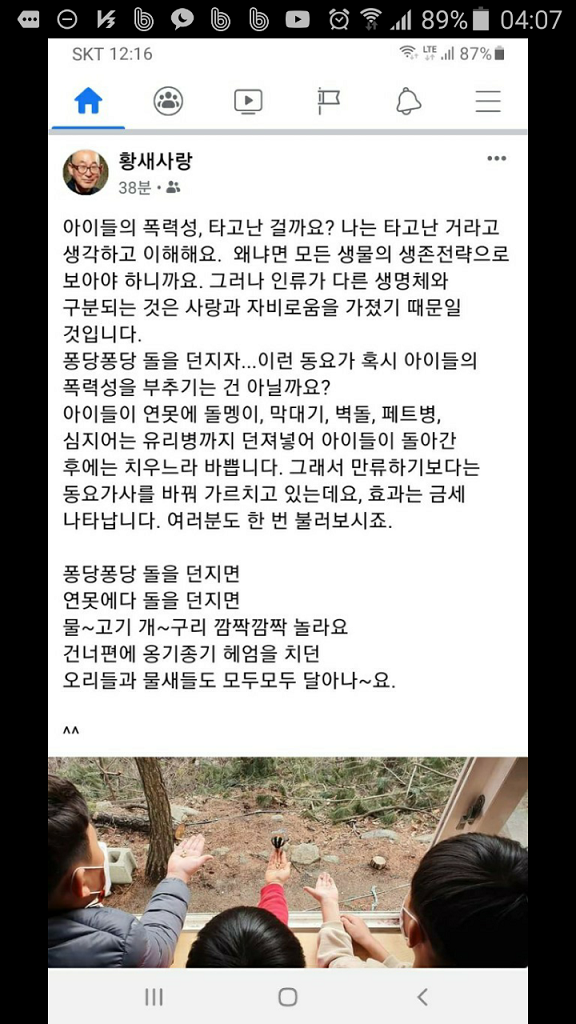 89% 04:07
SKT 12:16 LTE 87%
황새사랑
38분
아이들의 폭력성, 타고난 걸까요? 나는 타고난 거라고
생각하고 이해해요. 왜냐면 모든 생물의 생존전략으로
보아야 하니까요. 그러나 인류가 다른 생명체와
구분되는 것은 사랑과 자비로움을 가졌기 때문일
것입니다.
퐁당퐁당 돌을 던지자...이런 동요가 혹시 아이들의
폭력성을 부추기는 건 아닐까요?
아이들이 연못에 돌멩이, 막대기, 벽돌, 페트병,
심지어는 유리병까지 던져넣어 아이들이 돌아간
후에는 치우느라 바쁩니다. 그래서 만류하기보다는
동요가사를 바꿔 가르치고 있는데요, 효과는 금세
나타납니다. 여러분도 한 번 불러보시죠.
퐁당퐁당 돌을 던지면
연못에다 돌을 던지면
물~고기 개~구리 깜짝깜짝 놀라요
건너편에 옹기종기 헤엄을 치던
오리들과 물새들도 모두모두 달아나~요.
^^